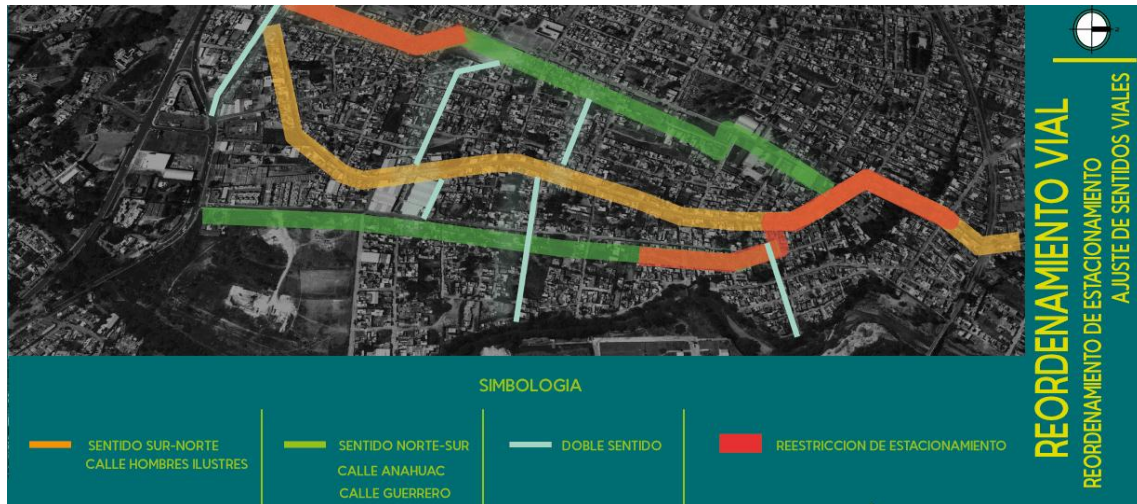 REORDENAMIENTO VIAL
REORDENAMIENTO DE ESTACIONAMIENTO
AJUSTE DE SENTIDOS VIALES
SIMBOLOGIA
SENTIDO SUR-NORTE
CALLE HOMBRES ILUSTRES
SENTIDO NORTE-SUR
CALLE ANAHUAC
CALLE GUERRERO
DOBLE SENTIDO
REESTRICCION DE ESTACIONAMIENTO